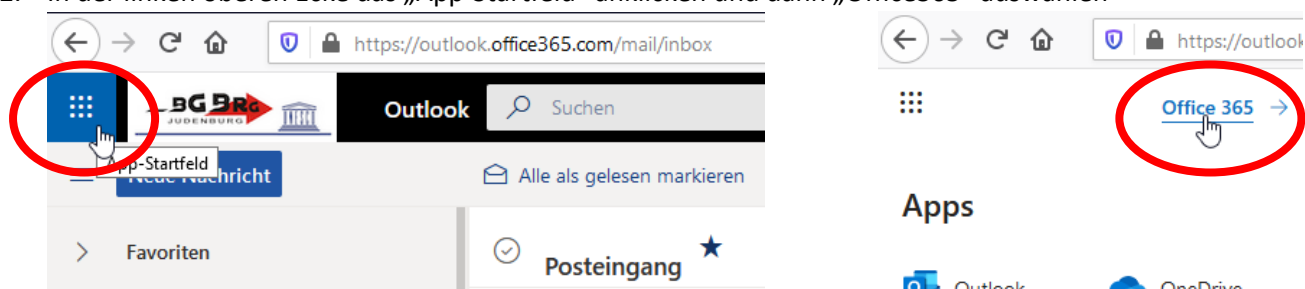 In der linken oberen Ecke das „App-Startfeld“ anklicken und dann „Office365“ auswählen
https://outlook.office365.com/mail/inbox
BG BRG
JUDENBURG
Outlook
Suchen
App-Startfeld
Neue Nachricht
Alle als gelesen markieren
Favoriten
Posteingang
https://outlook
Office 365 →
Apps
Outlook
OneDrive